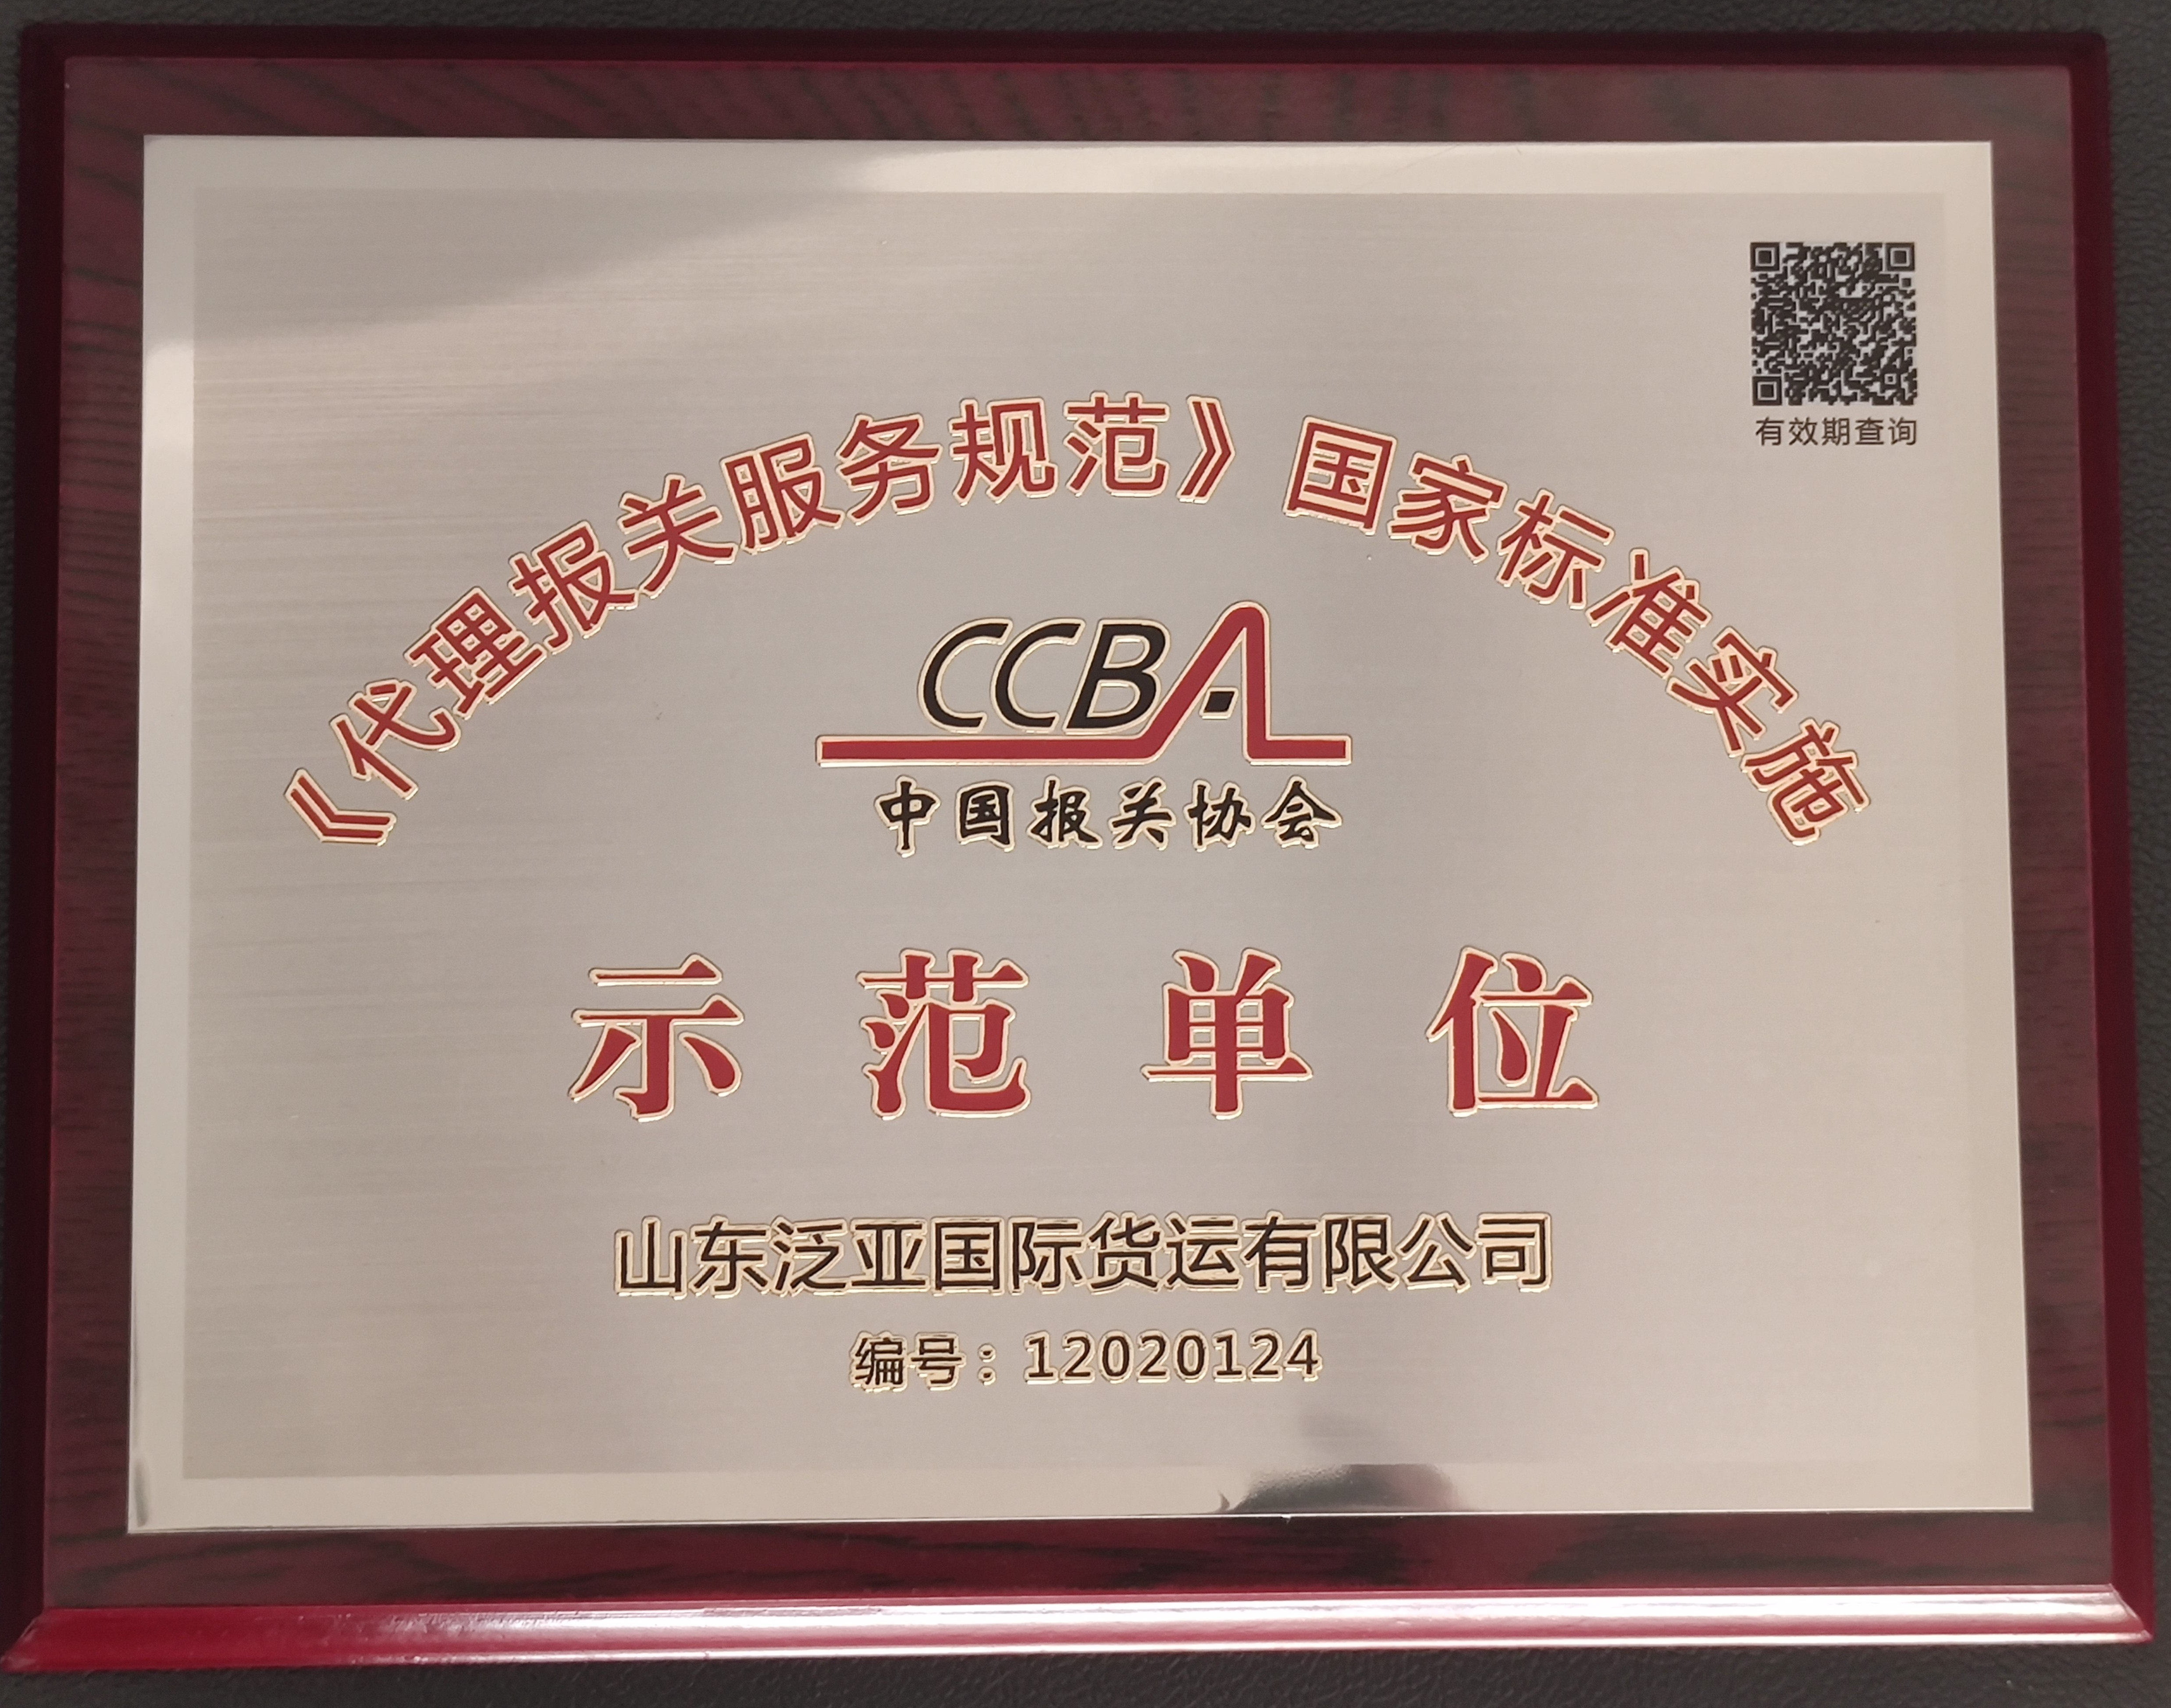 有效期查询
《代理报关服务规范》国家标准实施
CCBA
中国报关协会
示范单位
山东泛亚国际货运有限公司
编号：12020124